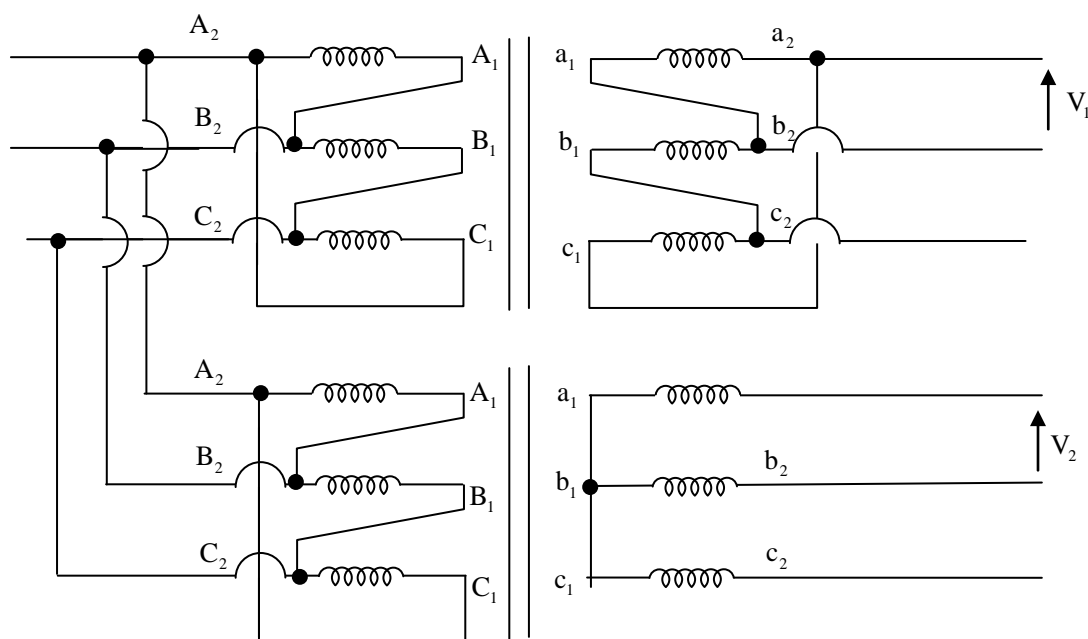 A₂ A₁ a₁ a₂ V₁
B₂ B₁ b₁ b₂
C₂ C₁ c₁ c₂
A₂ A₁ a₁ V₂
B₂ B₁ b₁ b₂
C₂ C₁ c₁ c₂